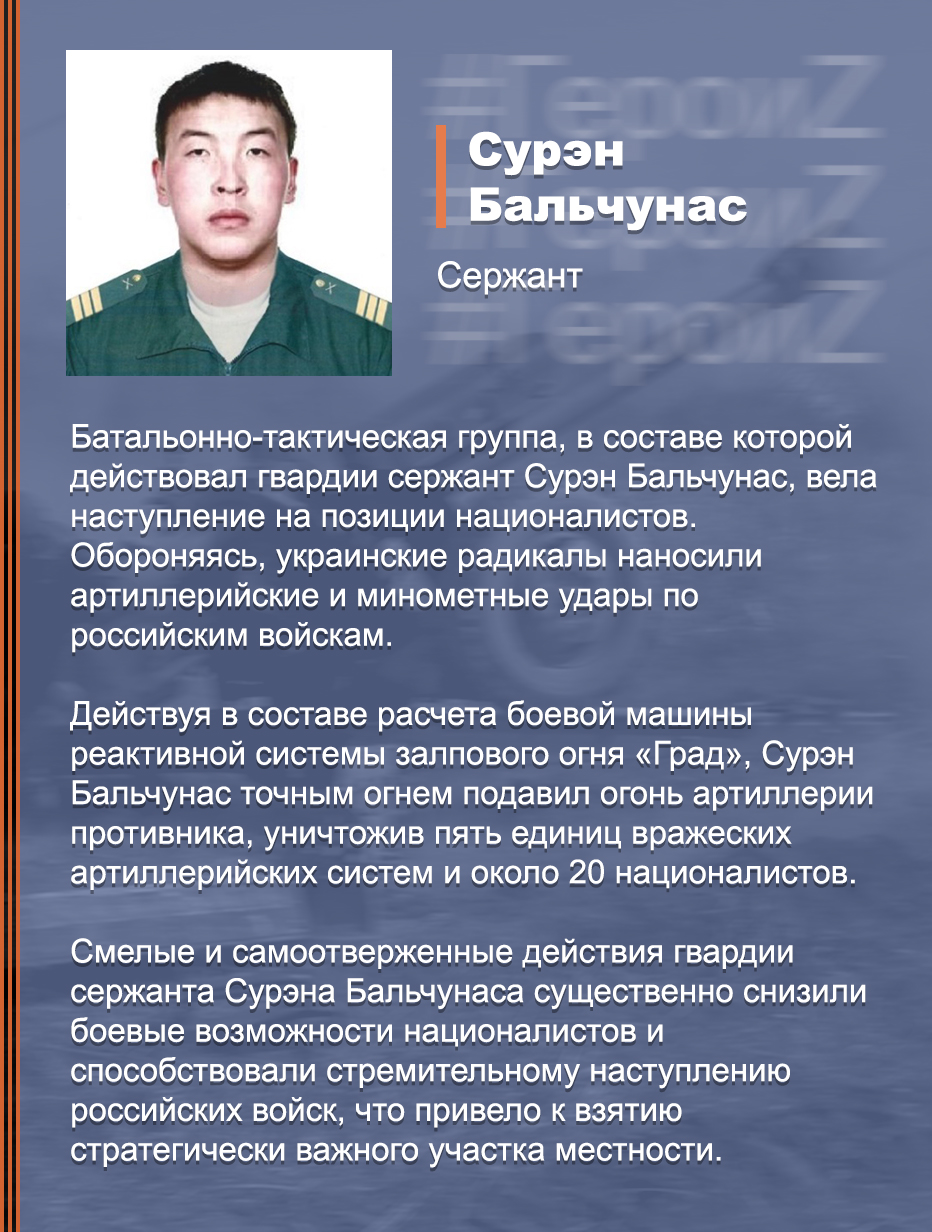 #ГероиZ
Сурэн
#ГероиZ
Бальчунас
Сержант
#ГероиZ
Батальонно-тактическая группа, в составе которой
действовал гвардии сержант Сурэн Бальчунас, вела
наступление на позиции националистов.
Обороняясь, украинские радикалы наносили
артиллерийские и минометные удары по
российским войскам.
Действуя в составе расчета боевой машины
реактивной системы залпового огня «Град», Сурэн
Бальчунас точным огнем подавил огонь артиллерии
противника, уничтожив пять единиц вражеских
артиллерийских систем и около 20 националистов.
Смелые и самоотверженные действия гвардии
сержанта Сурэна Бальчунаса существенно снизили
боевые возможности националистов и
способствовали стремительному наступлению
российских войск, что привело к взятию
стратегически важного участка местности.